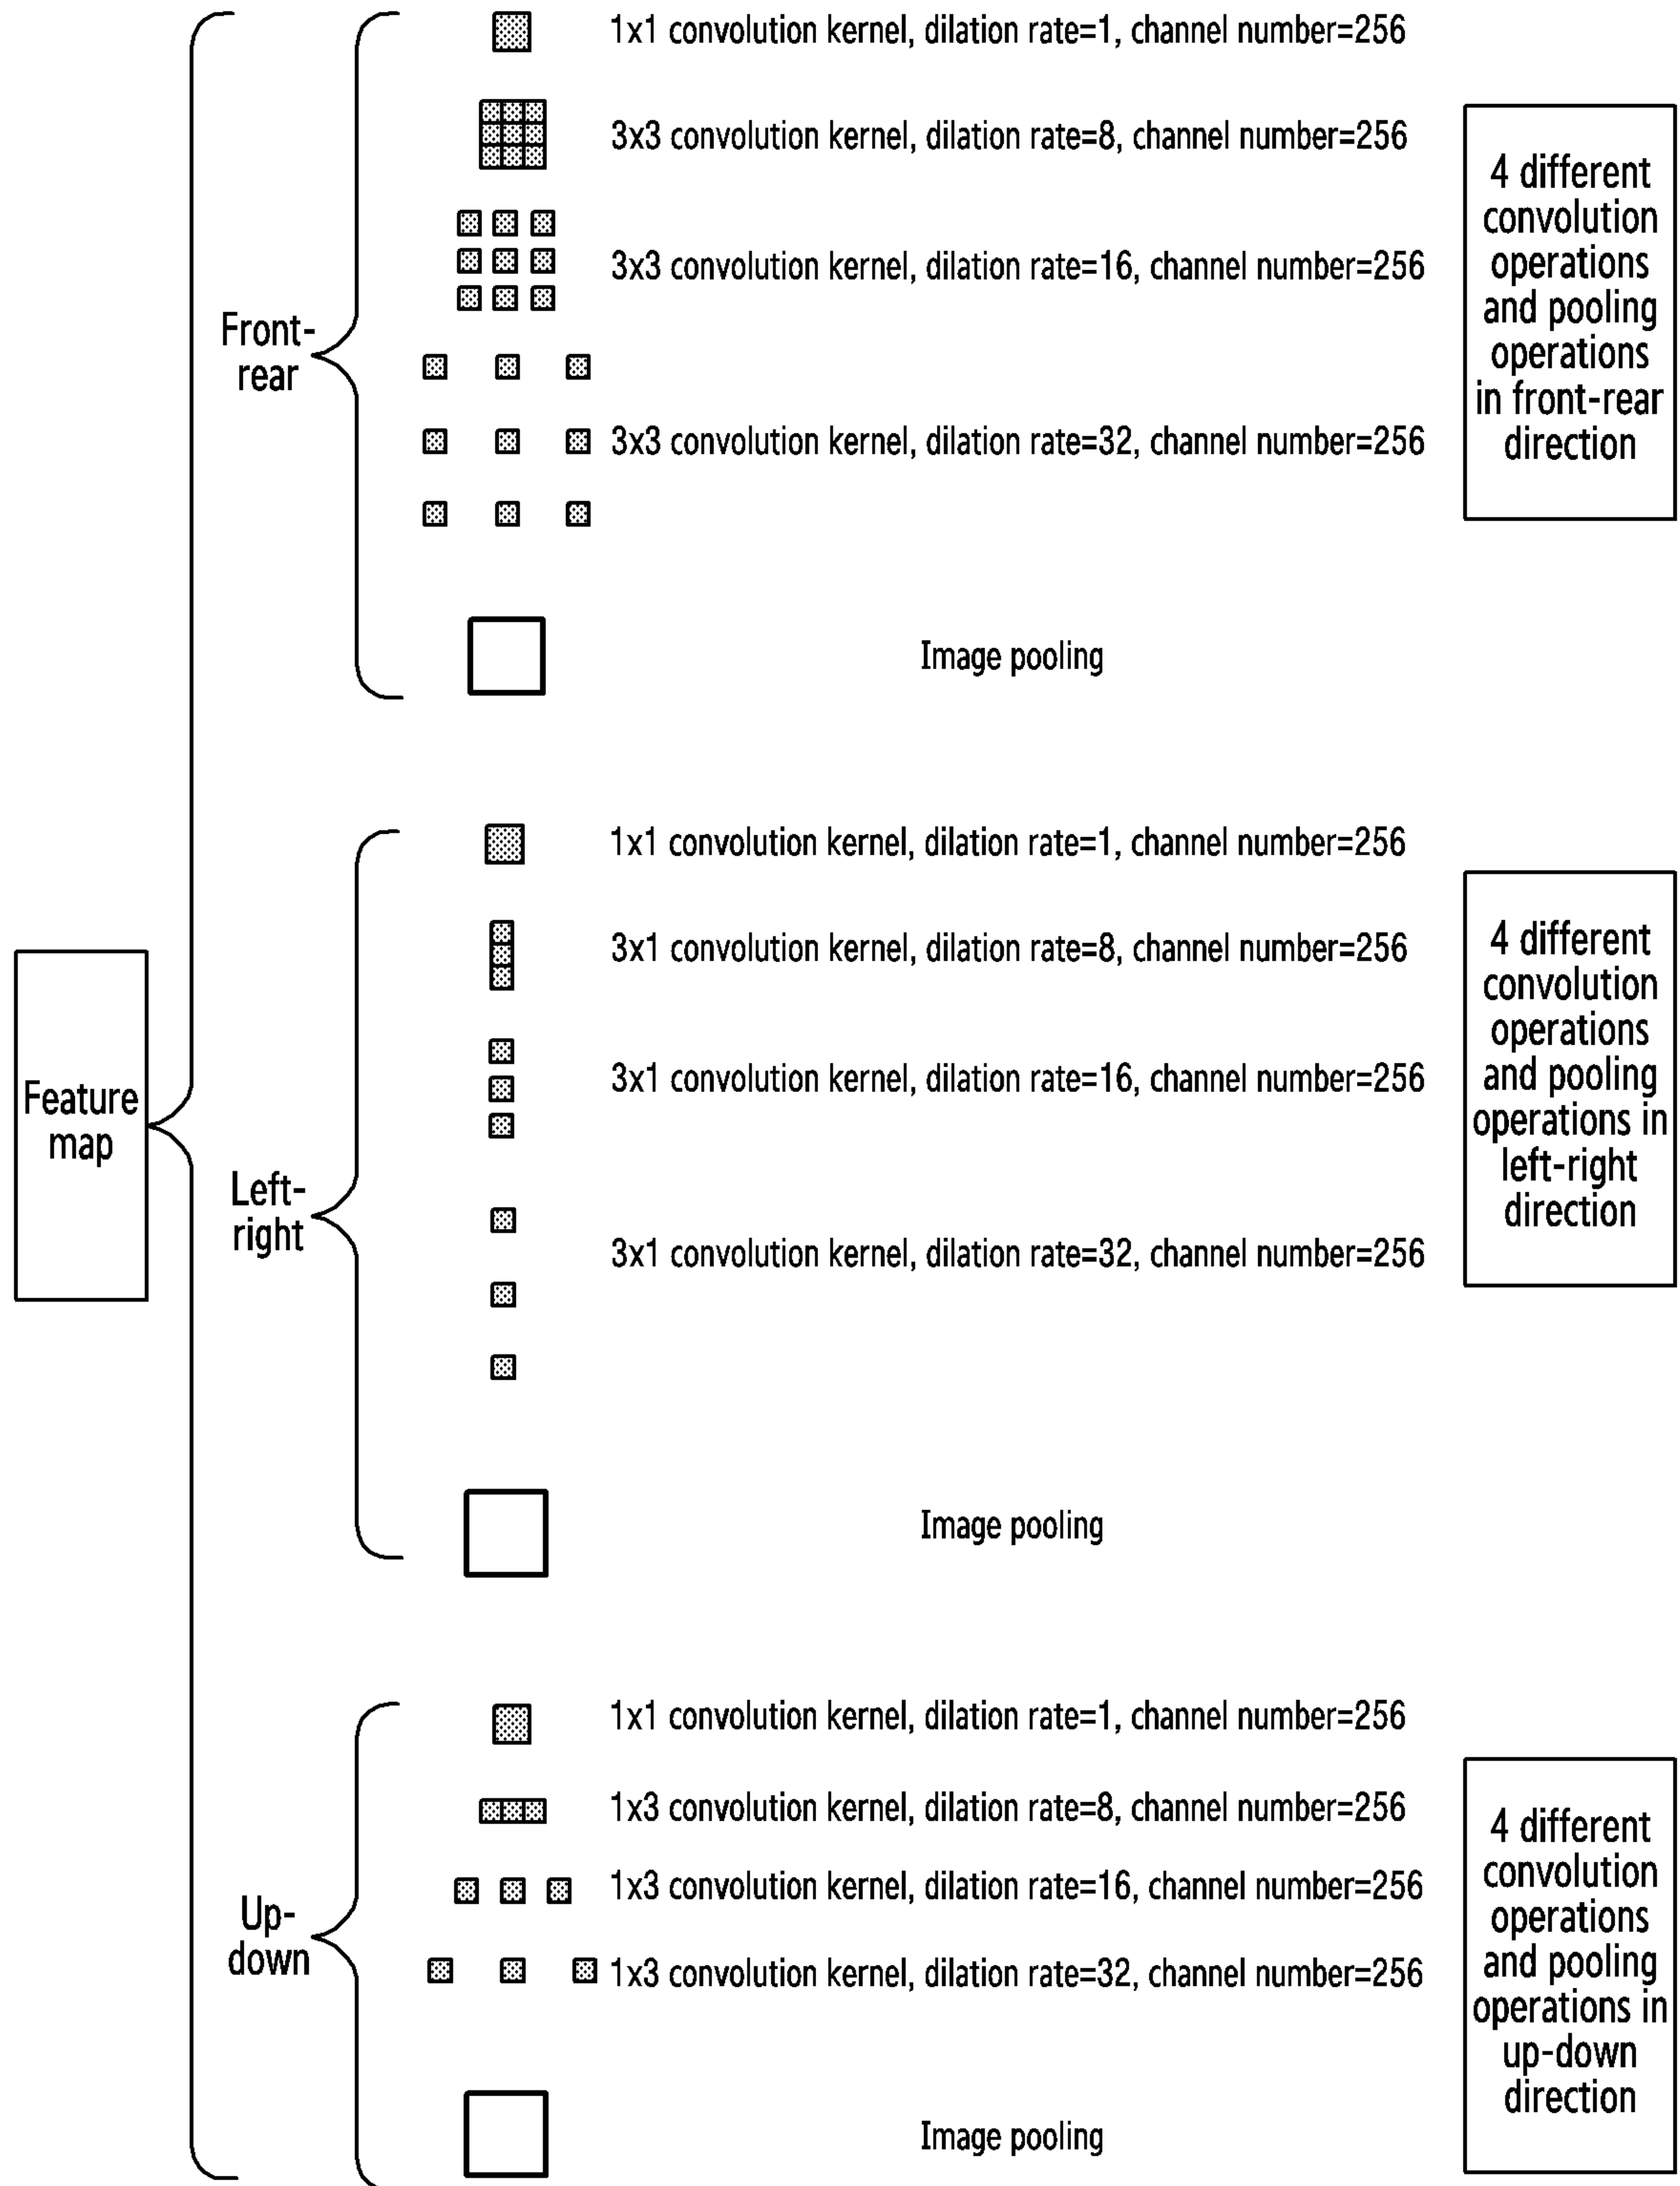 1x1 convolution kernel, dilation rate=1, channel number=256
3x3 convolution kernel, dilation rate=8, channel number=256
3x3 convolution kernel, dilation rate=16, channel number=256
3x3 convolution kernel, dilation rate=32, channel number=256
Image pooling
Front-
rear
4 different
convolution
operations
and pooling
operations
in front-rear
direction
Feature
map
1x1 convolution kernel, dilation rate=1, channel number=256
3x1 convolution kernel, dilation rate=8, channel number=256
3x1 convolution kernel, dilation rate=16, channel number=256
3x1 convolution kernel, dilation rate=32, channel number=256
Image pooling
Left-
right
4 different
convolution
operations
and pooling
operations in
left-right
direction
1x1 convolution kernel, dilation rate=1, channel number=256
1x3 convolution kernel, dilation rate=8, channel number=256
1x3 convolution kernel, dilation rate=16, channel number=256
1x3 convolution kernel, dilation rate=32, channel number=256
Image pooling
Up-
down
4 different
convolution
operations
and pooling
operations in
up-down
direction